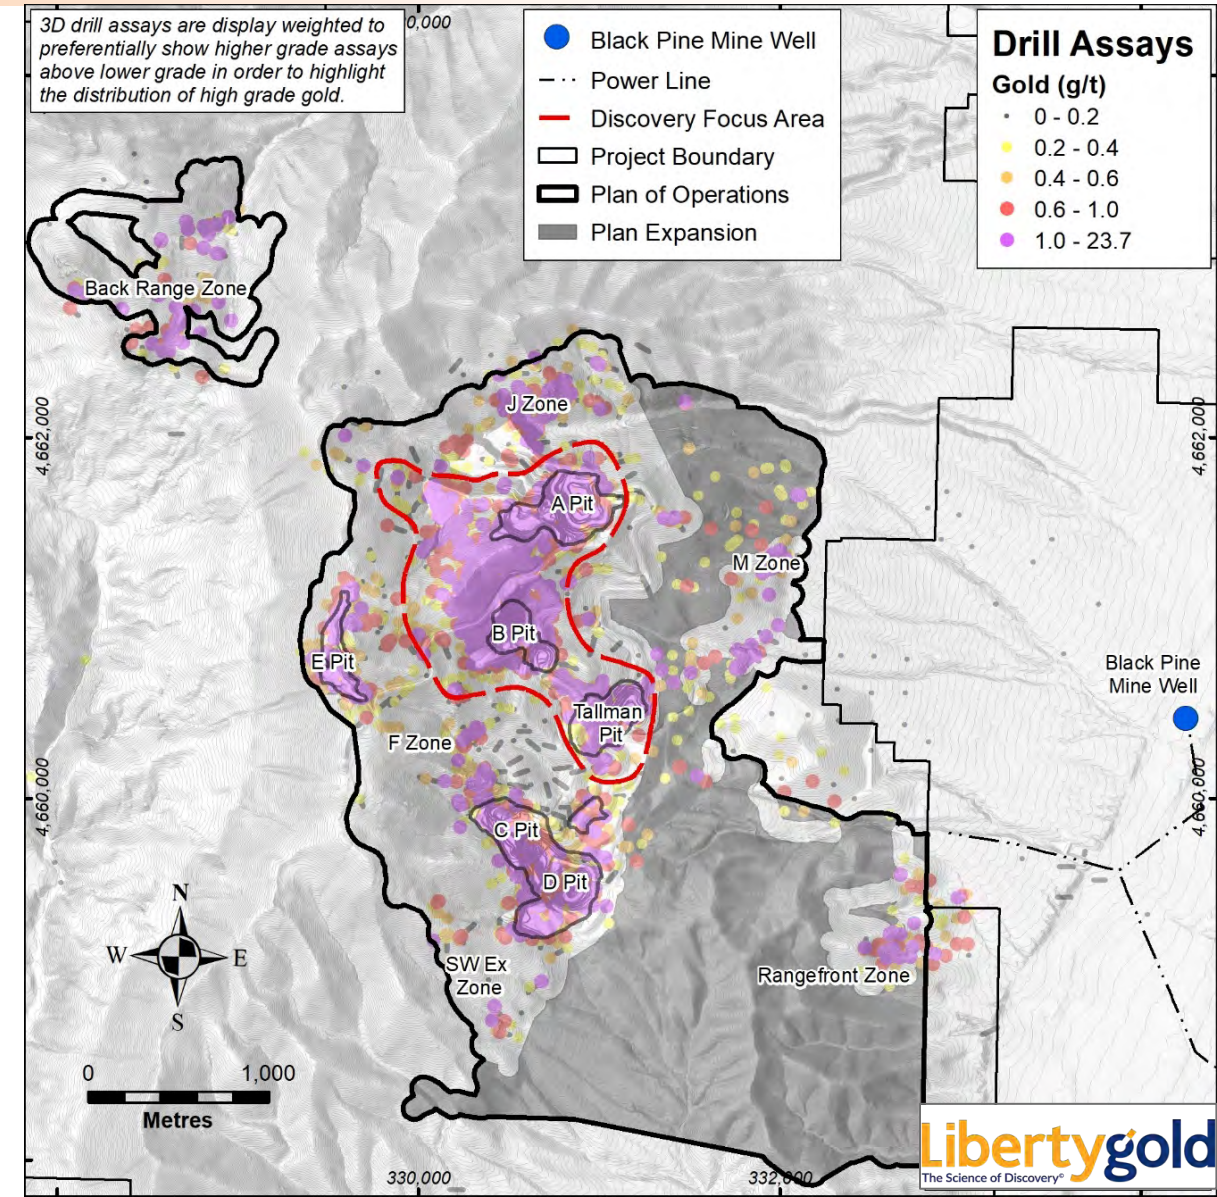 3D drill assays are display weighted to
preferentially show higher grade assays
above lower grade in order to highlight
the distribution of high grade gold.
0,000
Black Pine Mine Well
Power Line
Discovery Focus Area
Project Boundary
Plan of Operations
Plan Expansion
Drill Assays
Gold (g/t)
0 - 0.2
0.2 - 0.4
0.4 - 0.6
0.6 - 1.0
1.0 - 23.7
Back Range Zone
J Zone
4,662,000
4,662,000
A Pit
M Zone
B Pit
E Pit
Black Pine
Mine Well
Tallman
Pit
F Zone
4,660,000
4,660,000
C Pit
D Pit
N
W
E
S
SW Ex
Zone
Rangefront Zone
0
1,000
Metres
330,000
332,000
Libertygold
The Science of Discovery©